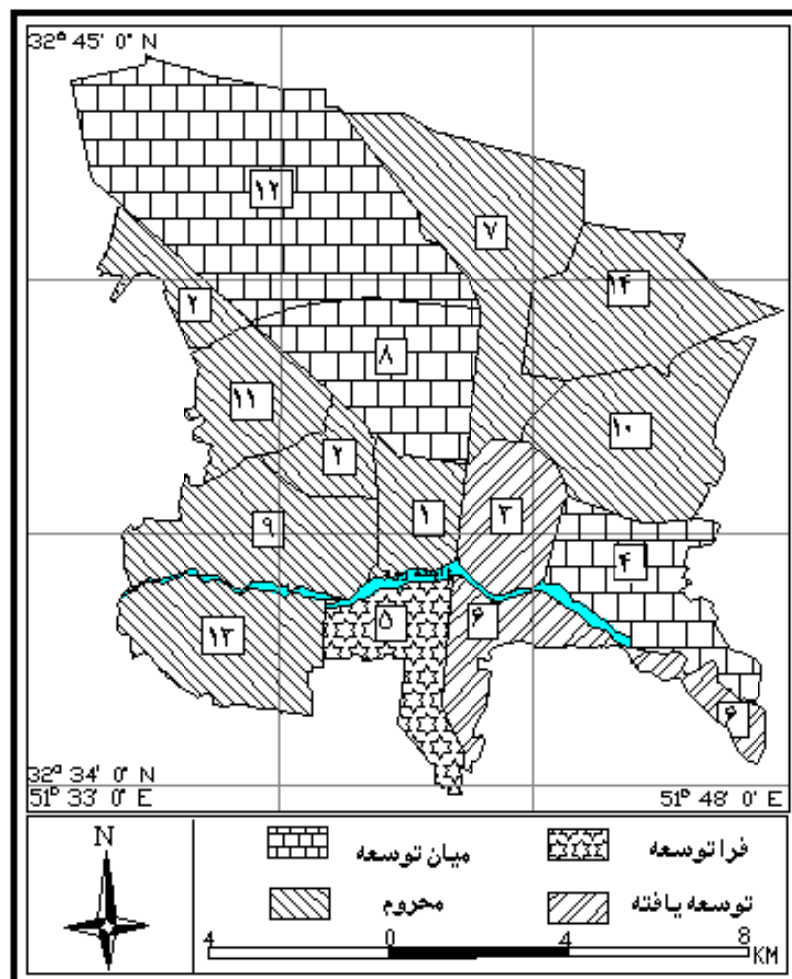 32° 45' 0" N
۱۲
۷
۱۴
۲
۸
۱۱
۱۰
۲
۱
۳
۹
۴
۵
۶
۱۳
۶
32° 34' 0" N
51° 33' 0" E
51° 48' 0" E
N
میان توسعه
فرا توسعه
محروم
توسعه یافته
4 0 4 8
KM